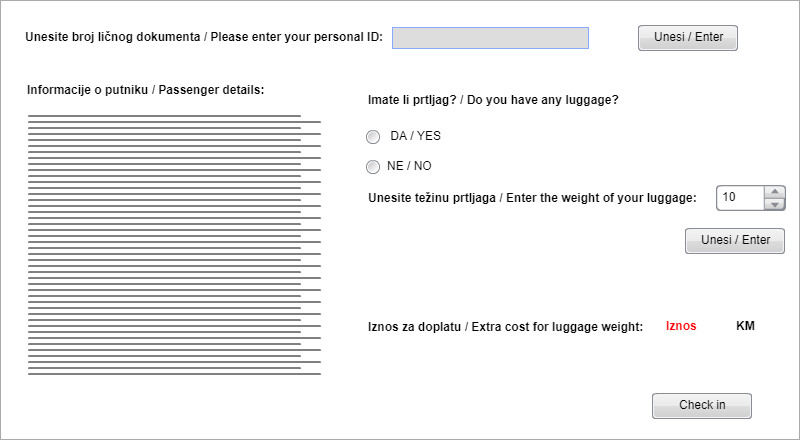 Unesite broj ličnog dokumenta / Please enter your personal ID:
Unesi / Enter
Informacije o putniku / Passenger details:
Imate li prtljag? / Do you have any luggage?
DA / YES
NE / NO
Unesite težinu prtljaga / Enter the weight of your luggage:
10
Unesi / Enter
Iznos za doplatu / Extra cost for luggage weight:
Iznos
KM
Check in